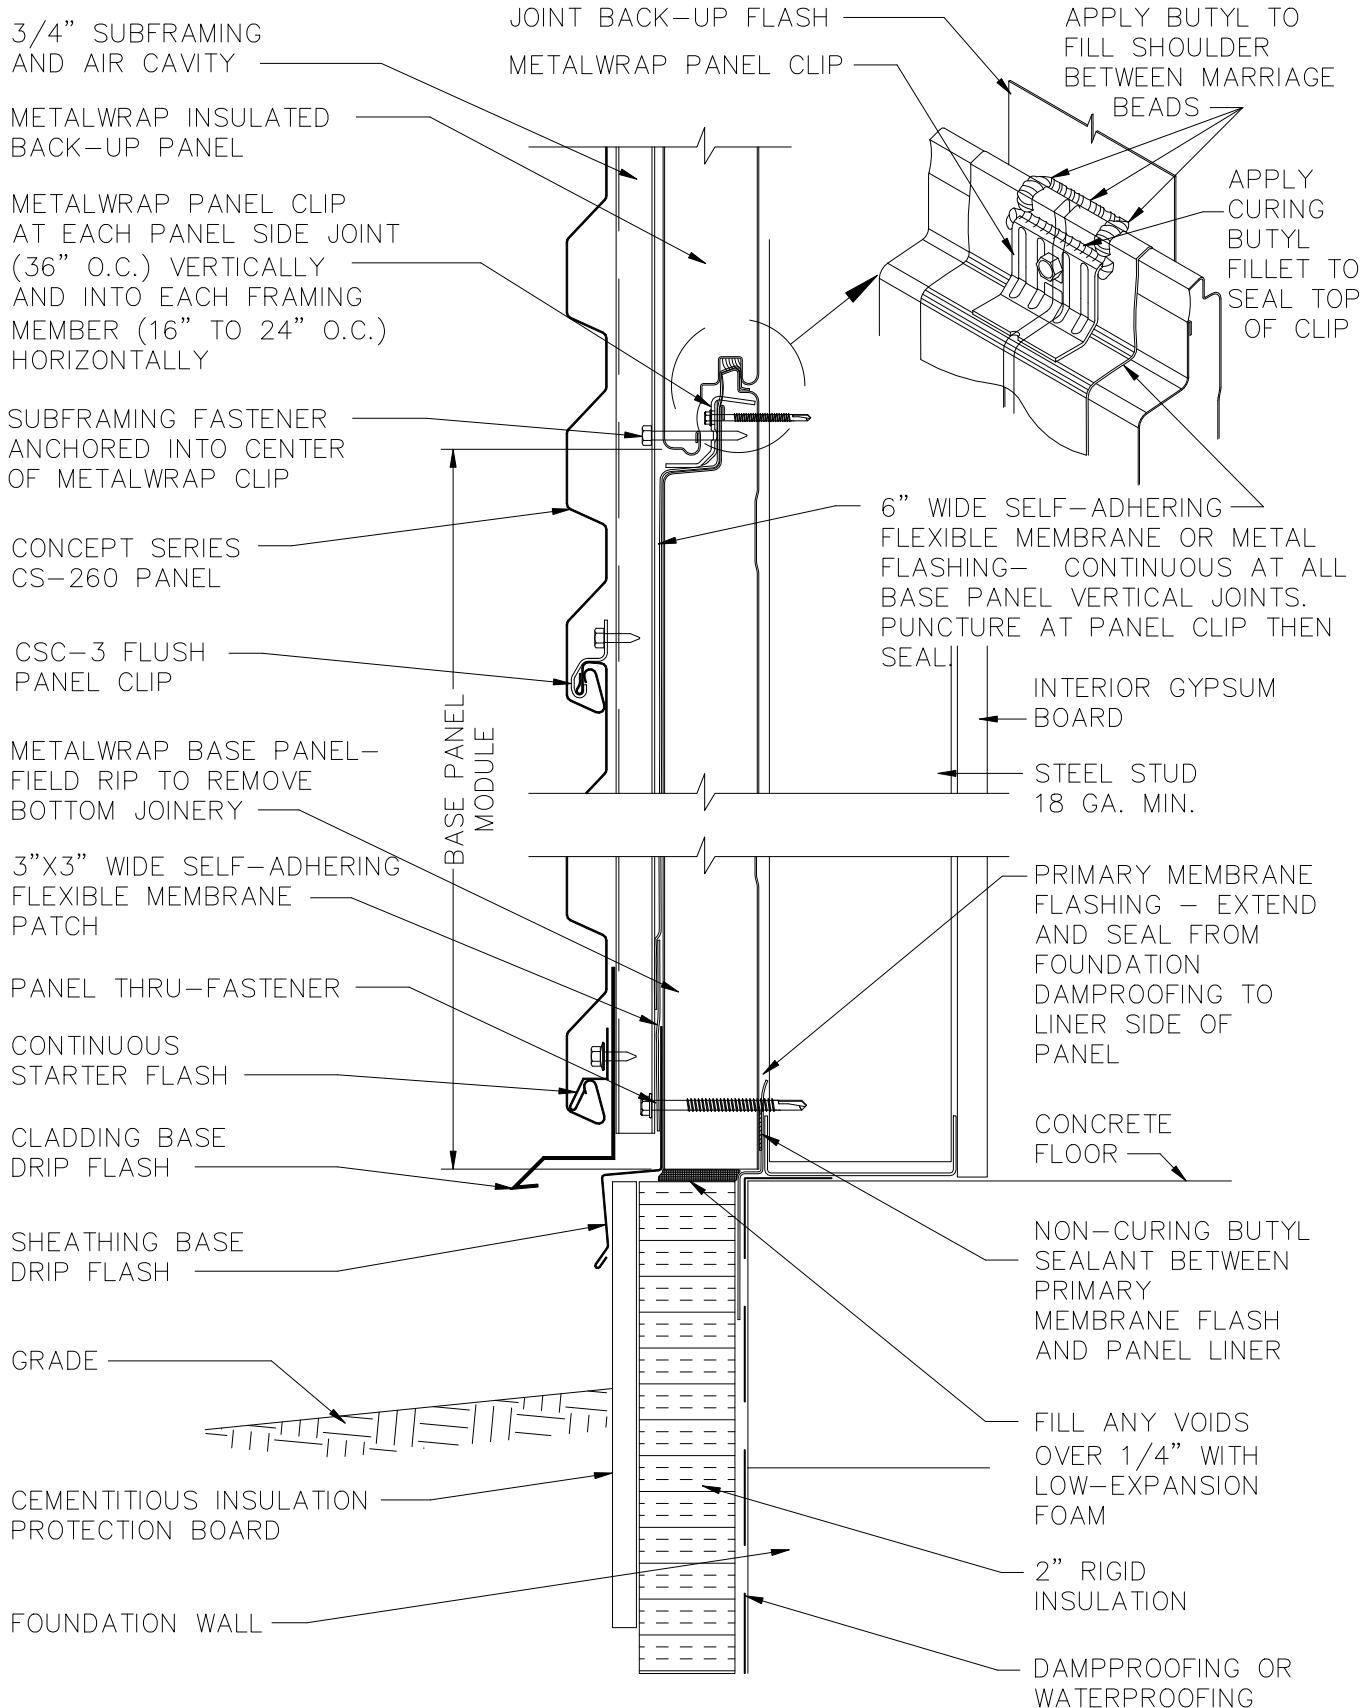 3/4” SUBFRAMING
AND AIR CAVITY
METALWRAP INSULATED
BACK–UP PANEL
METALWRAP PANEL CLIP
AT EACH PANEL SIDE JOINT
(36” O.C.) VERTICALLY
AND INTO EACH FRAMING
MEMBER (16” TO 24” O.C.)
HORIZONTALLY
SUBFRAMING FASTENER
ANCHORED INTO CENTER
OF METALWRAP CLIP
CONCEPT SERIES
CS–260 PANEL
CSC–3 FLUSH
PANEL CLIP
METALWRAP BASE PANEL–
FIELD RIP TO REMOVE
BOTTOM JOINERY
3”X3” WIDE SELF–ADHERING
FLEXIBLE MEMBRANE
PATCH
PANEL THRU–FASTENER
CONTINUOUS
STARTER FLASH
CLADDING BASE
DRIP FLASH
SHEATHING BASE
DRIP FLASH
GRADE
CEMENTITIOUS INSULATION
PROTECTION BOARD
FOUNDATION WALL
BASE PANEL
MODULE
JOINT BACK–UP FLASH
METALWRAP PANEL CLIP
APPLY BUTYL TO
FILL SHOULDER
BETWEEN MARRIAGE
BEADS
APPLY
CURING
BUTYL
FILLET TO
SEAL TOP
OF CLIP
6” WIDE SELF–ADHERING
FLEXIBLE MEMBRANE OR METAL
FLASHING– CONTINUOUS AT ALL
BASE PANEL VERTICAL JOINTS.
PUNCTURE AT PANEL CLIP THEN
SEAL.
INTERIOR GYPSUM
BOARD
STEEL STUD
18 GA. MIN.
PRIMARY MEMBRANE
FLASHING – EXTEND
AND SEAL FROM
FOUNDATION
DAMPROOFING TO
LINER SIDE OF
PANEL
CONCRETE
FLOOR
NON–CURING BUTYL
SEALANT BETWEEN
PRIMARY
MEMBRANE FLASH
AND PANEL LINER
FILL ANY VOIDS
OVER 1/4” WITH
LOW–EXPANSION
FOAM
2” RIGID
INSULATION
DAMPPROOFING OR
WATERPROOFING